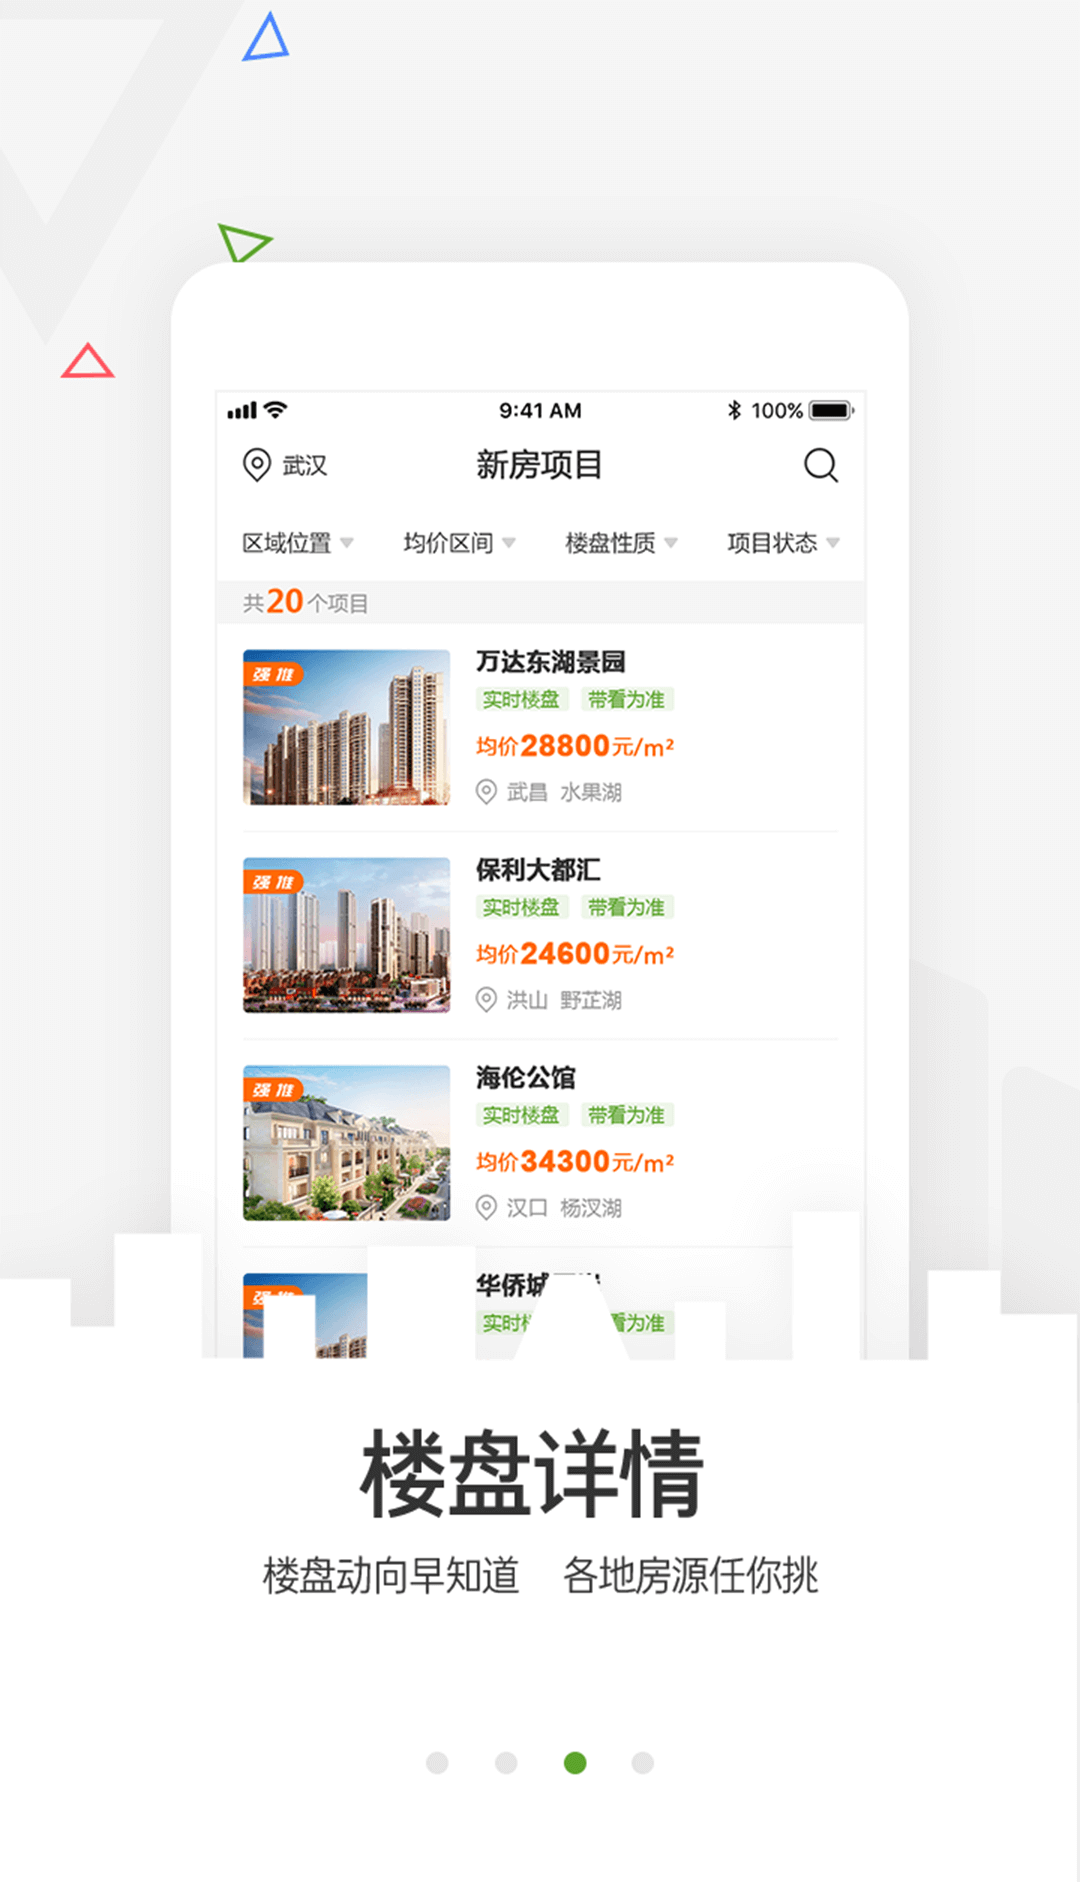 9:41 AM 100%
武汉 新房项目
区域位置 均价区间 楼盘性质 项目状态
共20个项目
强推
万达东湖景园
实时楼盘 带看为准
均价28800元/m²
武昌 水果湖
强推
保利大都汇
实时楼盘 带看为准
均价24600元/m²
洪山 野芷湖
强推
海伦公馆
实时楼盘 带看为准
均价34300元/m²
汉口 杨汊湖
华侨城
实时 看为准
楼盘详情
楼盘动向早知道 各地房源任你挑